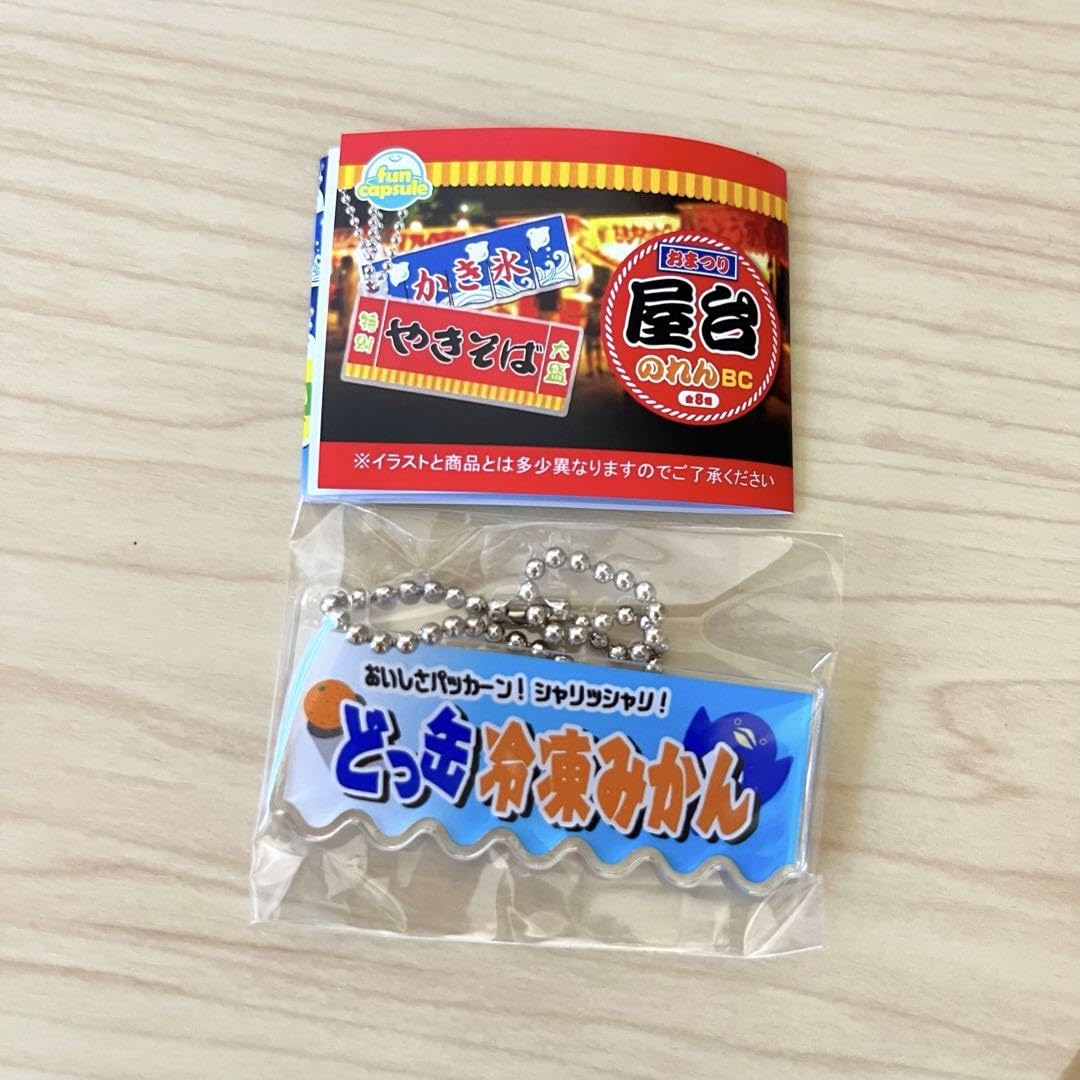 fun
capsule
かき氷
特製
やきそば
大盛
おまつり
屋台
のれんBC
全8種
※イラストと商品とは多少異なりますのでご了承ください
おいしさパッカーン！シャリッシャリ！
どっ缶冷凍みかん